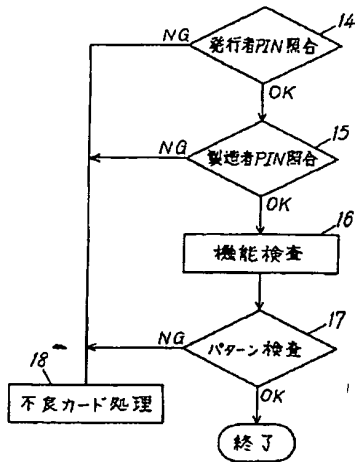 14
発行者PIN照合
NG
OK
15
製造者PIN照合
NG
OK
16
機能検査
17
パターン検査
NG
OK
18
不良カード処理
終了